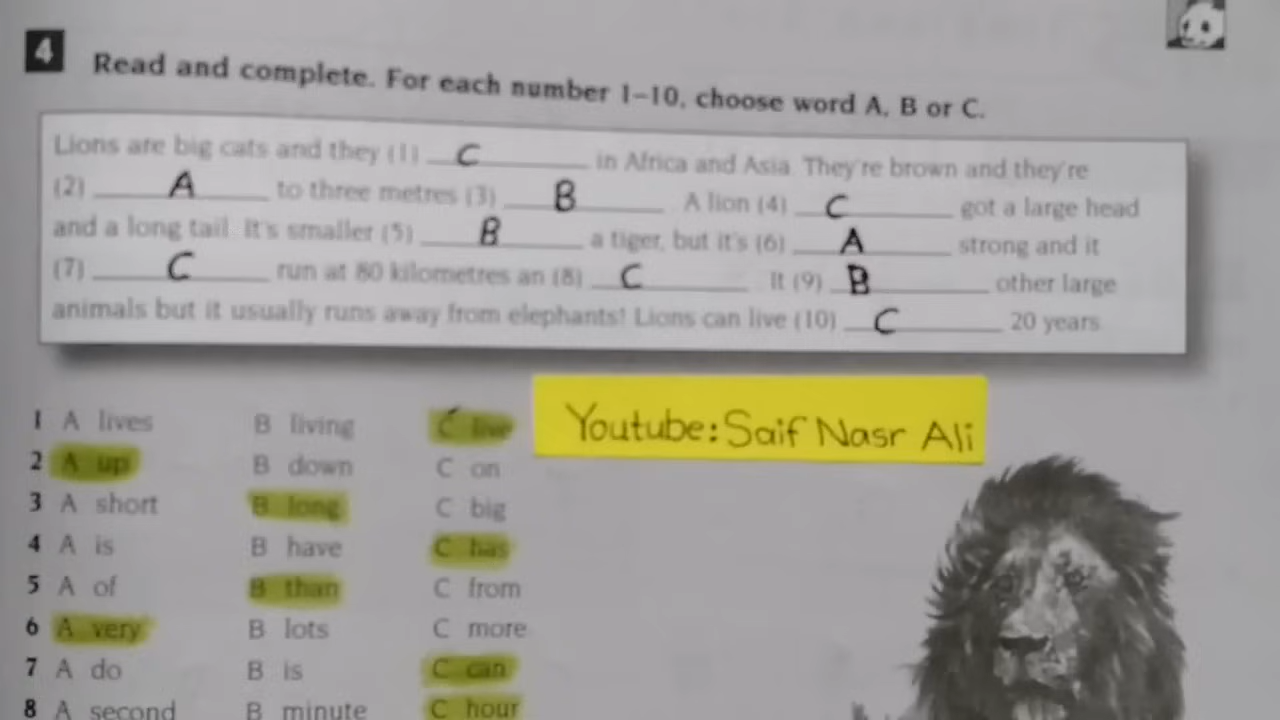 4
Read and complete. For each number 1–10, choose word A, B or C.
Lions are big cats and they (1) C in Africa and Asia. They're brown and they're
(2) A to three metres (3) B A lion (4) C got a large head
and a long tail. It's smaller (5) B a tiger, but it's (6) A strong and it
(7) C run at 80 kilometres an (8) C It (9) B other large
animals but it usually runs away from elephants! Lions can live (10) C 20 years
1 A lives B living C live
Youtube: Saif Nasr Ali
2 A up B down C on
3 A short B long C big
4 A is B have C has
5 A of B than C from
6 A very B lots C more
7 A do B is C can
8 A second B minute C hour